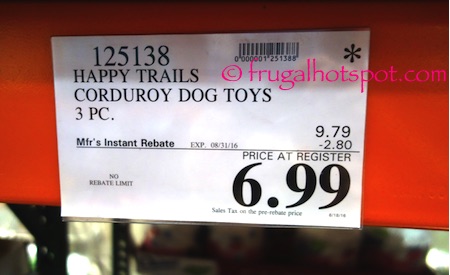 125138
0000001251388
*
© frugalhotspot.com
HAPPY TRAILS
CORDUROY DOG TOYS
3 PC.
9.79
Mfr's Instant Rebate EXP. 08/31/16 -2.80
PRICE AT REGISTER
NO
REBATE LIMIT
6.99
Sales Tax on the pre-rebate price